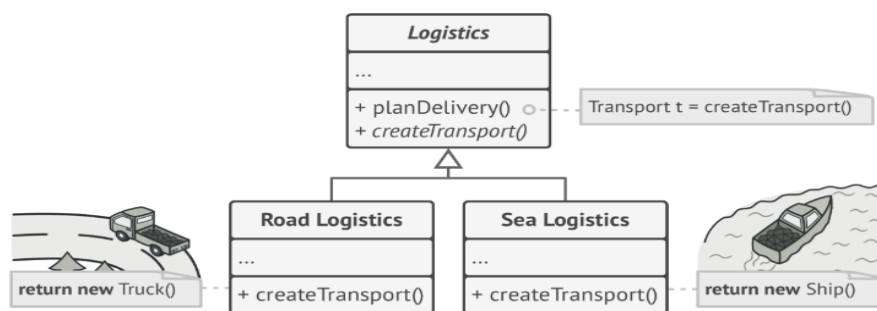 Logistics
...
+ planDelivery()
Transport t = createTransport()
+ createTransport()
Road Logistics
...
+ createTransport()
return new Truck()
Sea Logistics
...
+ createTransport()
return new Ship()